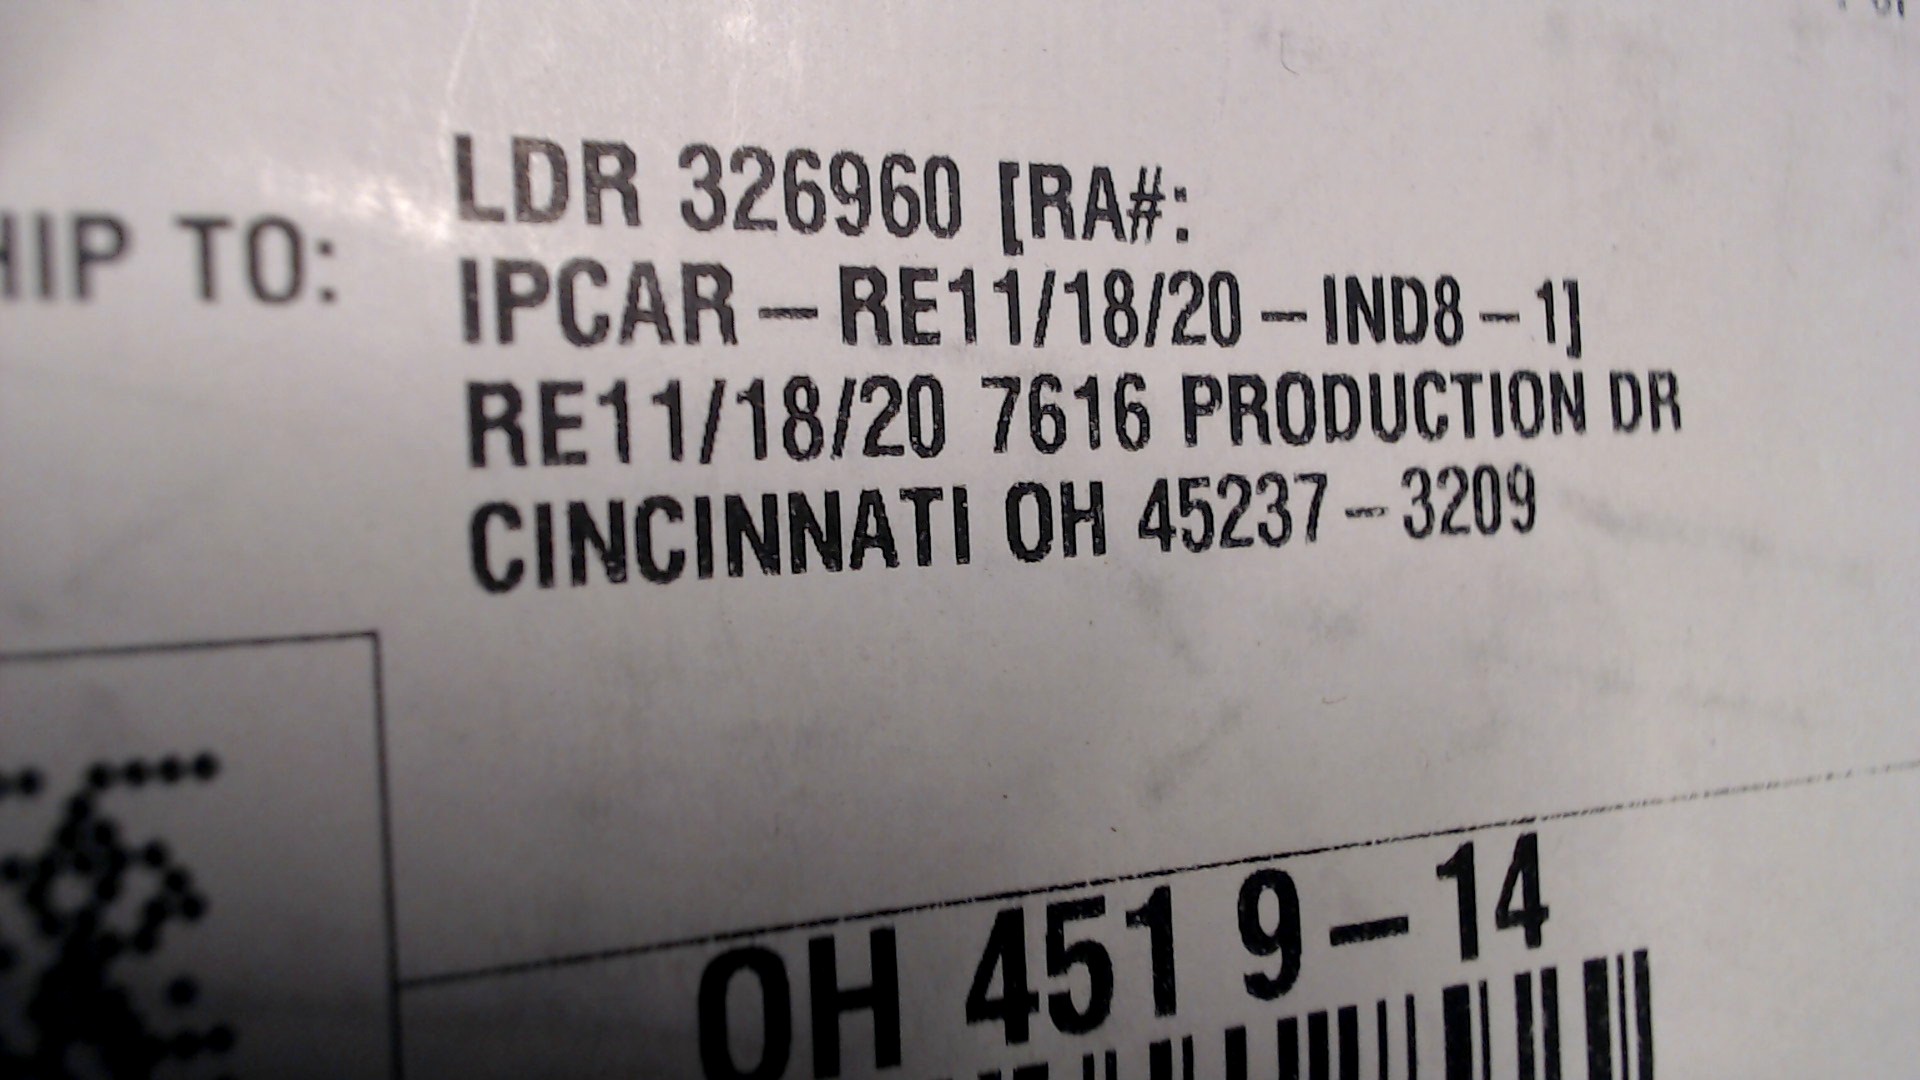 HIP TO:
LDR 326960 [RA#:
IPCAR-RE11/18/20-IND8-1]
RE11/18/20 7616 PRODUCTION DR
CINCINNATI OH 45237-3209
OH 451 9-14